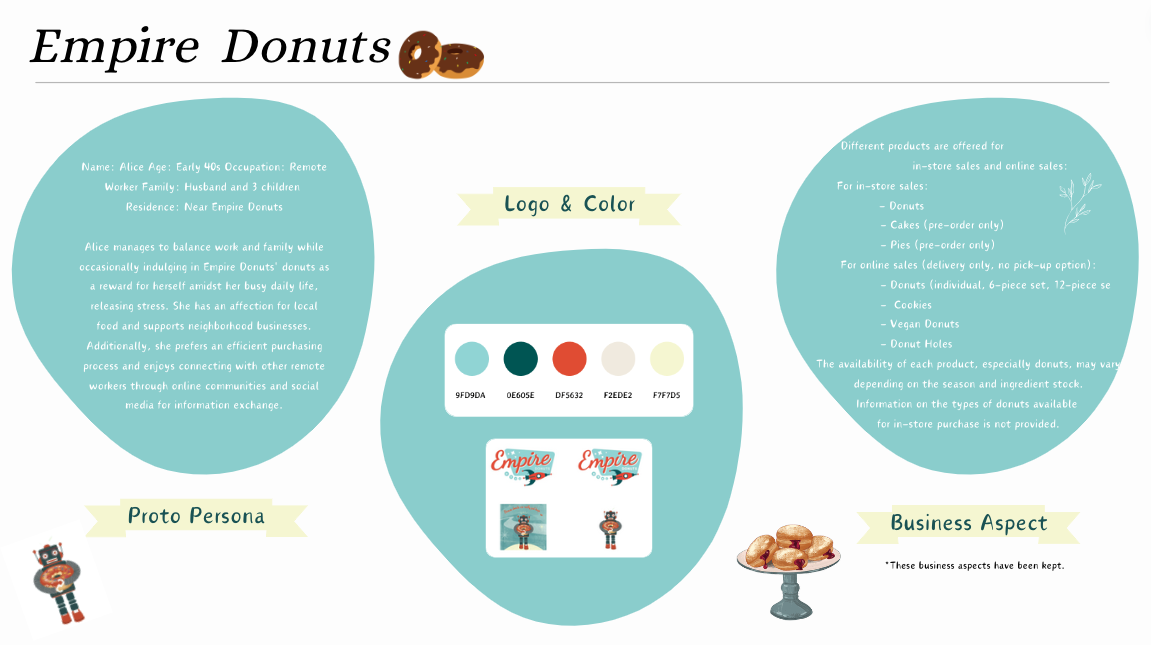 Empire Donuts
Name: Alice Age: Early 40s Occupation: Remote
Worker Family: Husband and 3 children
Residence: Near Empire Donuts
Alice manages to balance work and family while
occasionally indulging in Empire Donuts' donuts as
a reward for herself amidst her busy daily life,
releasing stress. She has an affection for local
food and supports neighborhood businesses.
Additionally, she prefers an efficient purchasing
process and enjoys connecting with other remote
workers through online communities and social
media for information exchange.
Proto Persona
Logo & Color
9FD9DA
0E605E
DF5632
F2EDE2
F7F7D5
Empire
Empire
Different products are offered for
in-store sales and online sales:
For in-store sales:
- Donuts
- Cakes (pre-order only)
- Pies (pre-order only)
For online sales (delivery only, no pick-up option):
- Donuts (individual, 6-piece set, 12-piece se
- Cookies
- Vegan Donuts
- Donut Holes
The availability of each product, especially donuts, may vary
depending on the season and ingredient stock.
Information on the types of donuts available
for in-store purchase is not provided.
Business Aspect
*These business aspects have been kept.